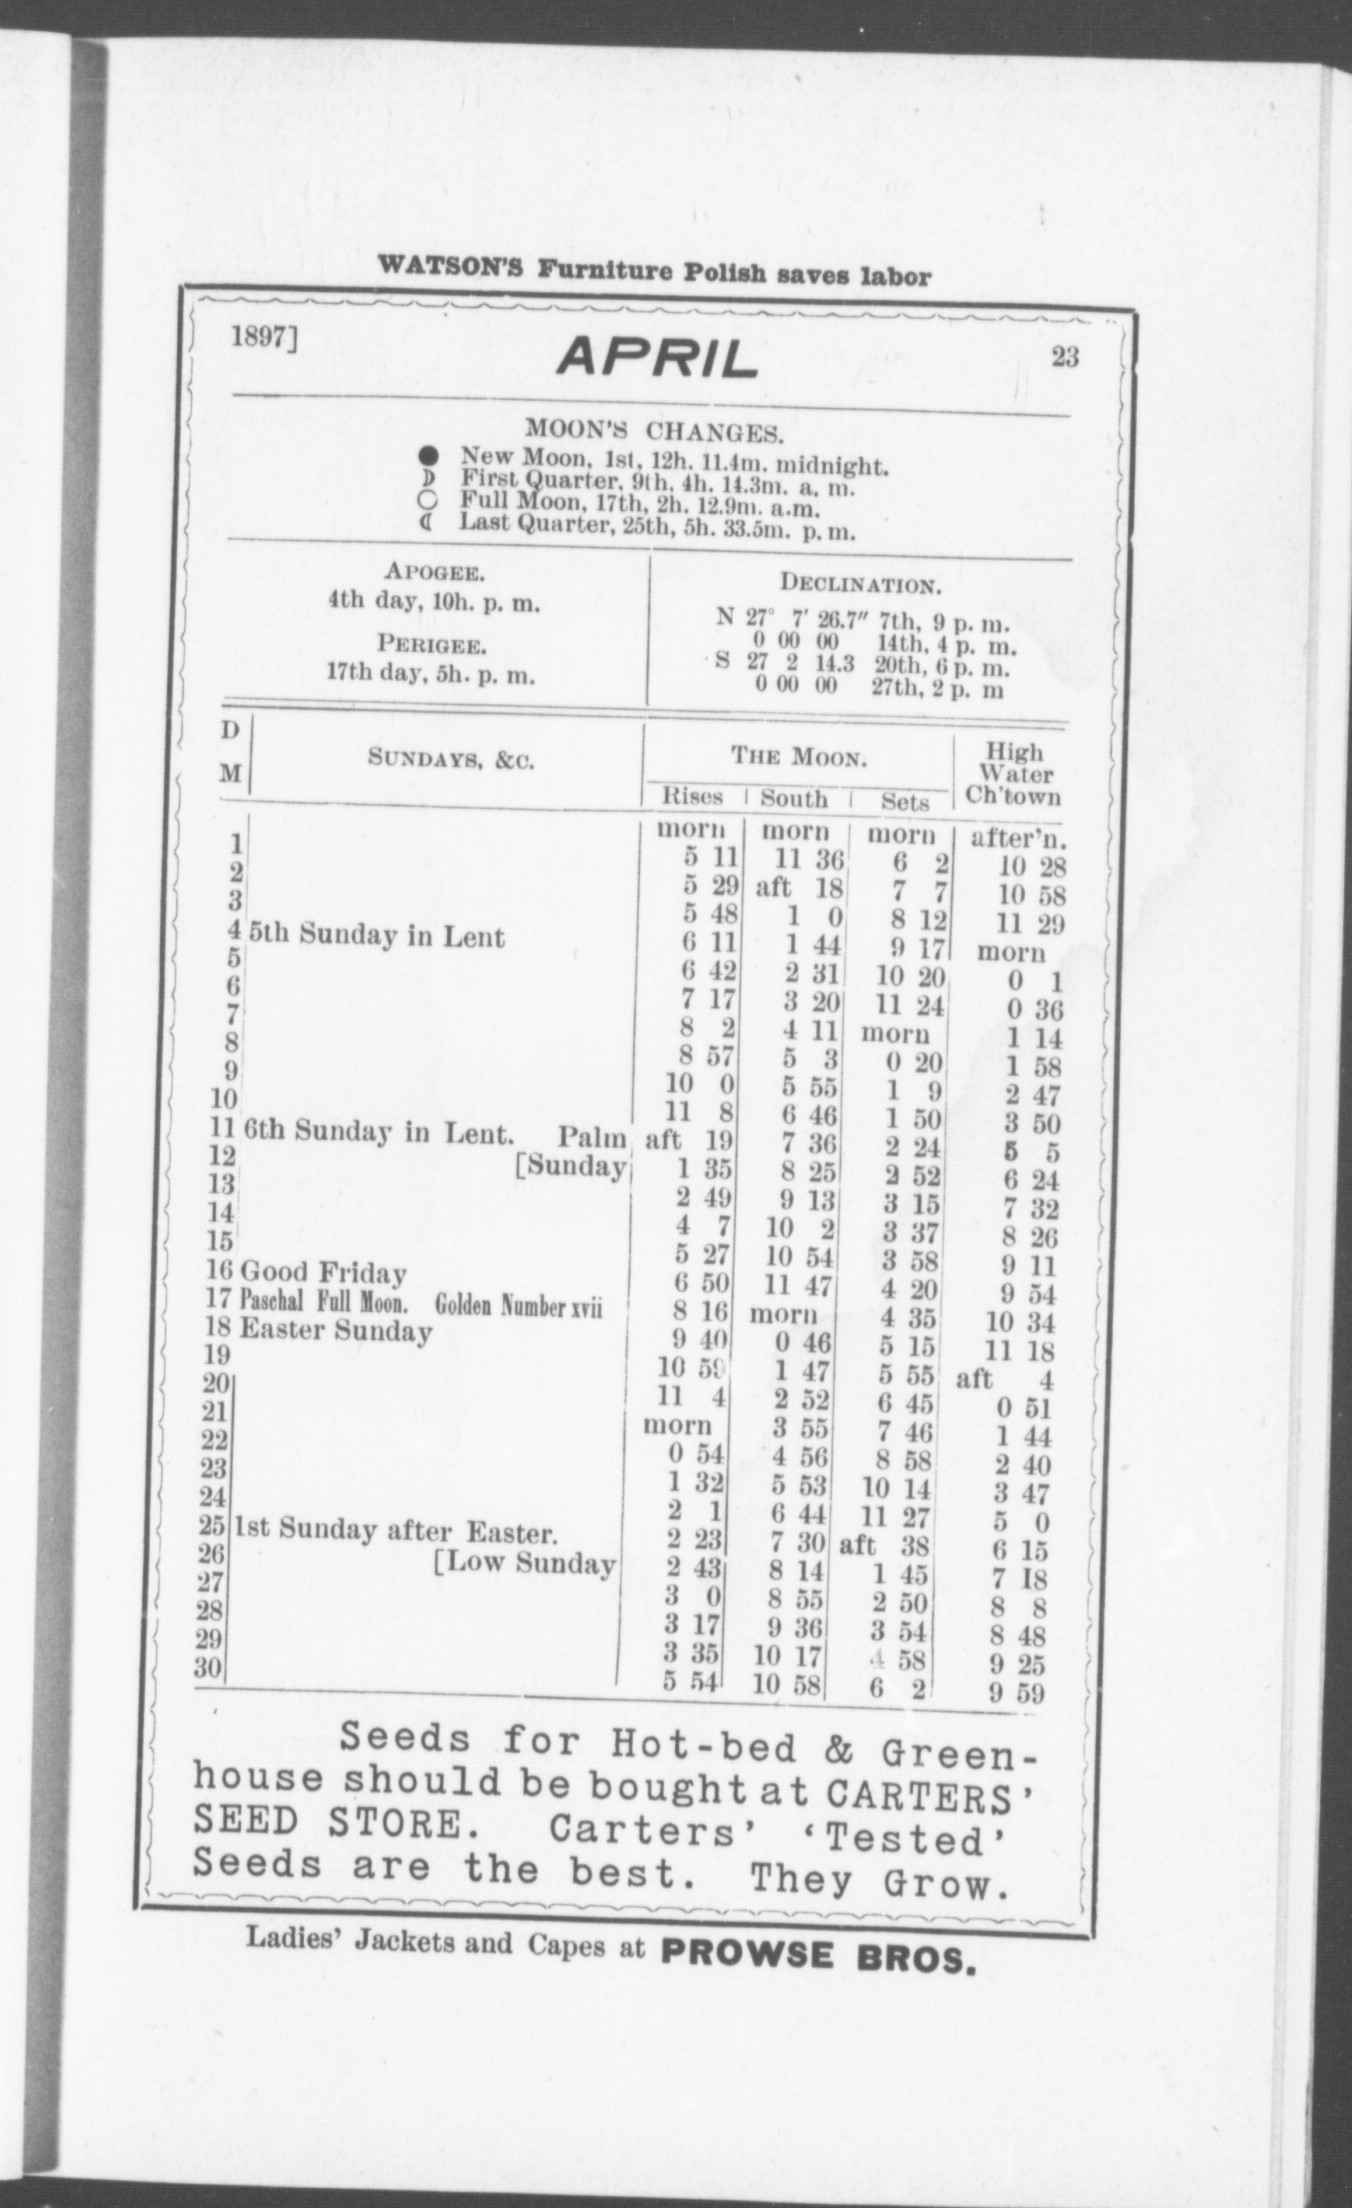 WATSON'S Furniture Polish saves labor
1897] APRIL 23
MOON'S CHANGES.
● New Moon, 1st, 12h. 11.4m. midnight.
☽ First Quarter, 9th, 4h. 14.3m. a. m.
○ Full Moon, 17th, 2h. 12.9m. a.m.
☾ Last Quarter, 25th, 5h. 33.5m. p. m.
APOGEE.
4th day, 10h. p. m.
PERIGEE.
17th day, 5h. p. m.
DECLINATION.
N 27° 7' 26.7" 7th, 9 p. m.
0 00 00 14th, 4 p. m.
S 27 2 14.3 20th, 6 p. m.
0 00 00 27th, 2 p. m
D M SUNDAYS, &C. THE MOON. High Water Ch'town
Rises South Sets
morn morn morn after'n.
1 5 11 11 36 6 2 10 28
2 5 29 aft 18 7 7 10 58
3 5 48 1 0 8 12 11 29
4 5th Sunday in Lent 6 11 1 44 9 17 morn
5 6 42 2 31 10 20 0 1
6 7 17 3 20 11 24 0 36
7 8 2 4 11 morn 1 14
8 8 57 5 3 0 20 1 58
9 10 0 5 55 1 9 2 47
10 11 8 6 46 1 50 3 50
11 6th Sunday in Lent. Palm aft 19 7 36 2 24 5 5
12 [Sunday 1 35 8 25 2 52 6 24
13 2 49 9 13 3 15 7 32
14 4 7 10 2 3 37 8 26
15 5 27 10 54 3 58 9 11
16 Good Friday 6 50 11 47 4 20 9 54
17 Paschal Full Moon. Golden Number xvii 8 16 morn 4 35 10 34
18 Easter Sunday 9 40 0 46 5 15 11 18
19 10 59 1 47 5 55 aft 4
20 11 4 2 52 6 45 0 51
21 morn 3 55 7 46 1 44
22 0 54 4 56 8 58 2 40
23 1 32 5 53 10 14 3 47
24 2 1 6 44 11 27 5 0
25 1st Sunday after Easter. 2 23 7 30 aft 38 6 15
26 [Low Sunday 2 43 8 14 1 45 7 18
27 3 0 8 55 2 50 8 8
28 3 17 9 36 3 54 8 48
29 3 35 10 17 4 58 9 25
30 5 54 10 58 6 2 9 59
Seeds for Hot-bed & Green-
house should be bought at CARTERS'
SEED STORE. Carters' 'Tested'
Seeds are the best. They Grow.
Ladies' Jackets and Capes at PROWSE BROS.